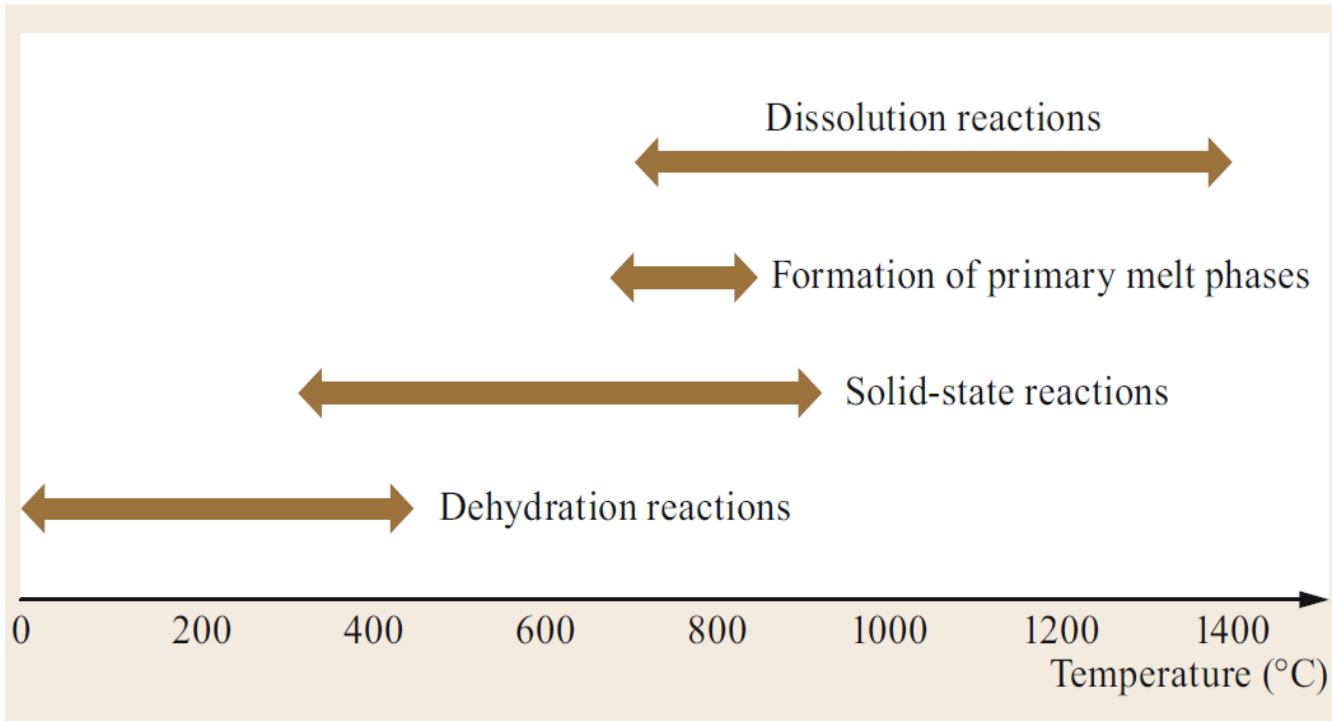 Dissolution reactions
Formation of primary melt phases
Solid-state reactions
Dehydration reactions
0 200 400 600 800 1000 1200 1400
Temperature (°C)